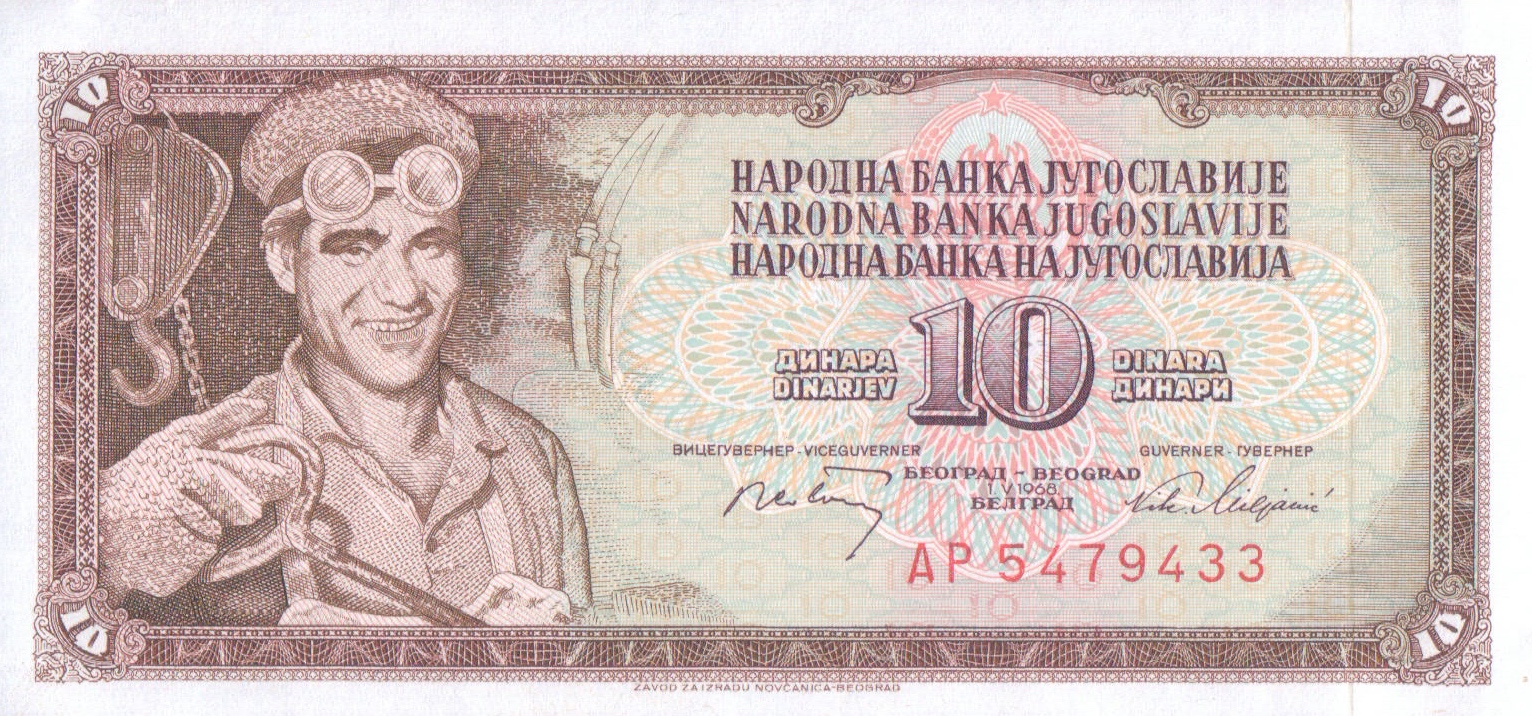 10
10
НАРОДНА БАНКА ЈУГОСЛАВИЈЕ
NARODNA BANKA JUGOSLAVIJE
НАРОДНА БАНКА НА ЈУГОСЛАВИЈА
ДИНАРА
DINARJEV
10
DINARA
ДИНАРИ
ВИЦЕГУВЕРНЕР - VICEGUVERNER
GUVERNER - ГУВЕРНЕР
БЕОГРАД - BEOGRAD
1.V 1968.
БЕЛГРАД
AP 5479433
10
10
ZAVOD ZA IZRADU NOVČANICA-BEOGRAD